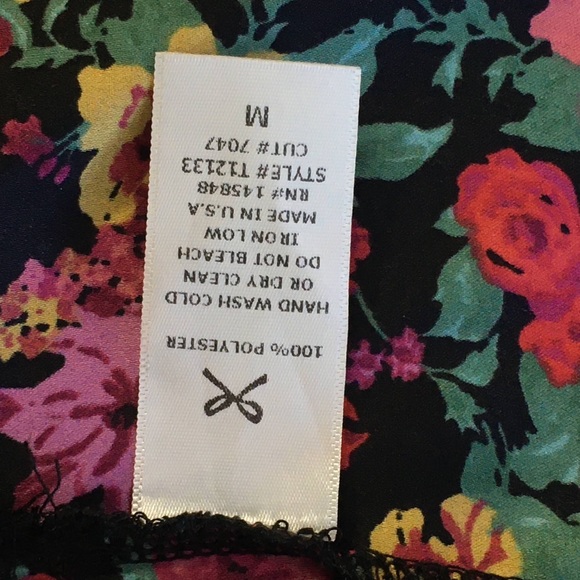 100% POLYESTER
HAND WASH COLD
OR DRY CLEAN
DO NOT BLEACH
IRON LOW
MADE IN U.S.A
RN# 145848
STYLE# T12133
CUT# 7047
M